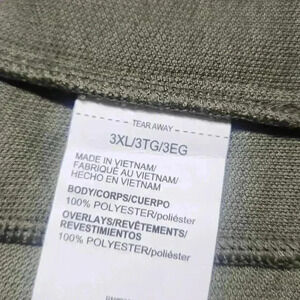 TEAR AWAY
3XL/3TG/3EG
MADE IN VIETNAM/
FABRIQUÉ AU VIETNAM/
HECHO EN VIETNAM
BODY/CORPS/CUERPO
100% POLYESTER/poliéster
OVERLAYS/REVÊTEMENTS/
REVESTIMIENTOS
100% POLYESTER/poliéster